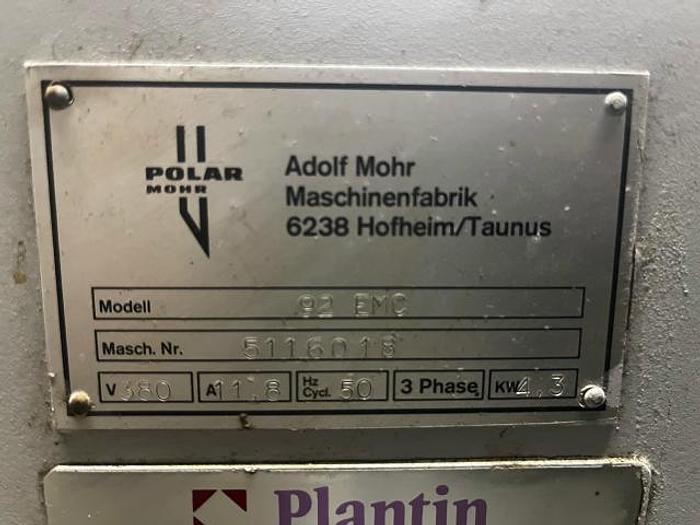 POLAR
MOHR
Adolf Mohr
Maschinenfabrik
6238 Hofheim/Taunus
Modell 92 EMC
Masch. Nr. 5116018
V 380 A 11,8 Hz Cycl. 50 3 Phase KW 4,3
Plantin